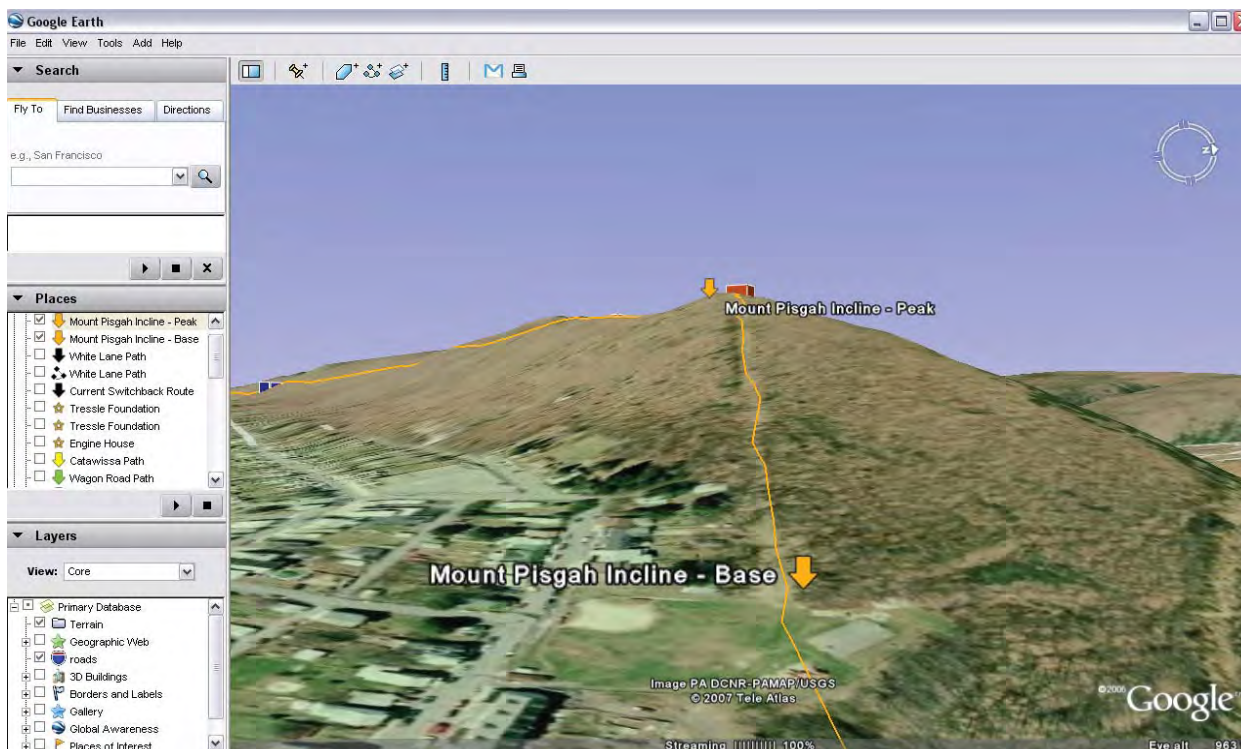 Google Earth
File Edit View Tools Add Help
Search
Fly To Find Businesses Directions
e.g., San Francisco
Places
Mount Pisgah Incline - Peak
Mount Pisgah Incline - Base
White Lane Path
White Lane Path
Current Switchback Route
Tressle Foundation
Tressle Foundation
Engine House
Catawissa Path
Wagon Road Path
Layers
View: Core
Primary Database
Terrain
Geographic Web
roads
3D Buildings
Borders and Labels
Gallery
Global Awareness
Places of Interest
Mount Pisgah Incline - Peak
Mount Pisgah Incline - Base
Image PA DCNR-PAMAP/USGS
© 2007 Tele Atlas
Google
Streaming 100%
Eye alt 963